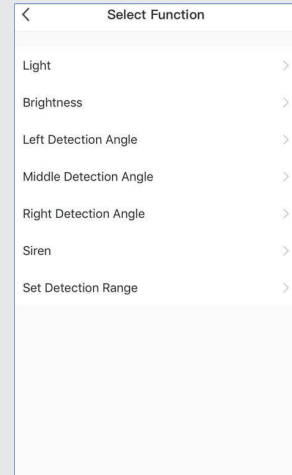 Select Function
Light
Brightness
Left Detection Angle
Middle Detection Angle
Right Detection Angle
Siren
Set Detection Range